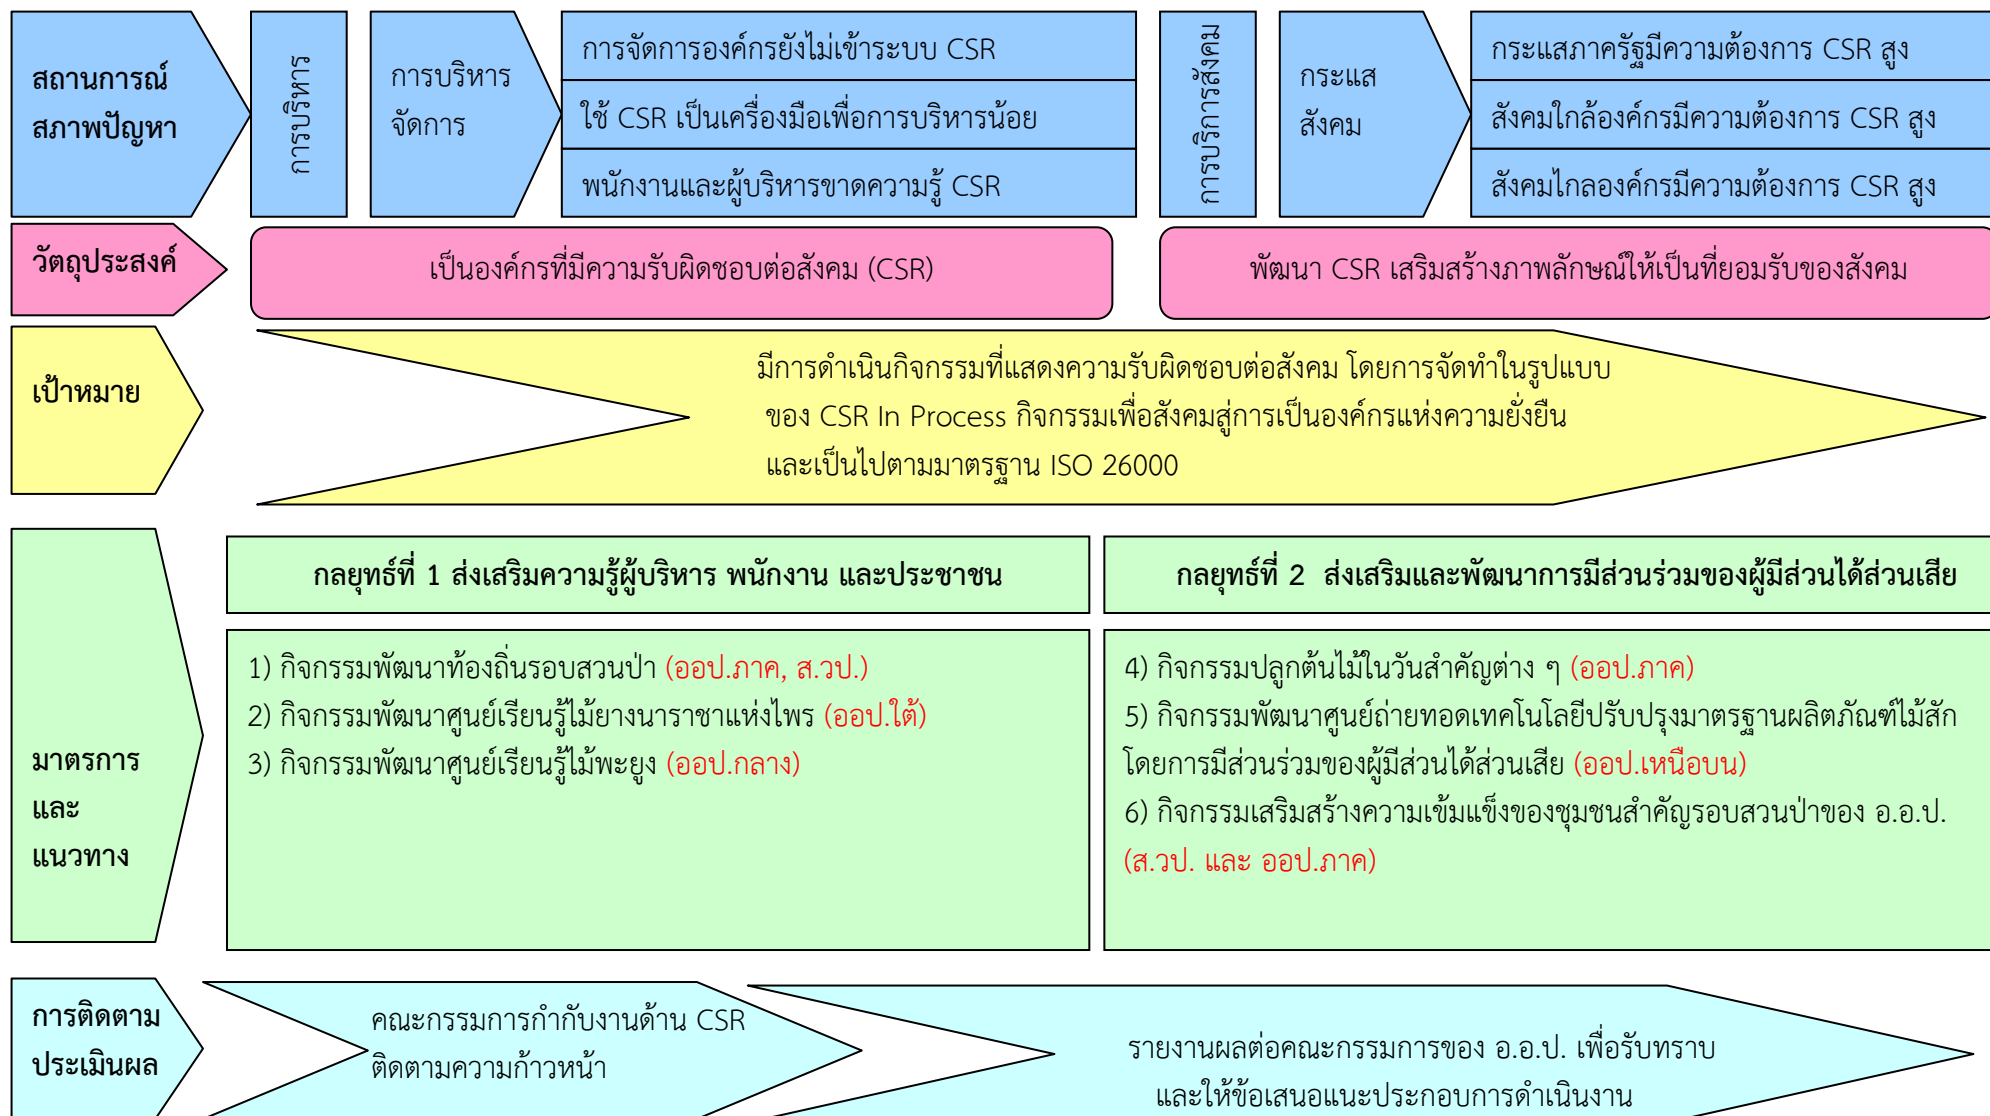 สถานการณ์
สภาพปัญหา
การบริหาร
การบริหาร
จัดการ
การจัดการองค์กรยังไม่เข้าระบบ CSR
ใช้ CSR เป็นเครื่องมือเพื่อการบริหารน้อย
พนักงานและผู้บริหารขาดความรู้ CSR
การบริการสังคม
กระแส
สังคม
กระแสภาครัฐมีความต้องการ CSR สูง
สังคมใกล้องค์กรมีความต้องการ CSR สูง
สังคมไกลองค์กรมีความต้องการ CSR สูง
วัตถุประสงค์
เป็นองค์กรที่มีความรับผิดชอบต่อสังคม (CSR)
พัฒนา CSR เสริมสร้างภาพลักษณ์ให้เป็นที่ยอมรับของสังคม
เป้าหมาย
มีการดำเนินกิจกรรมที่แสดงความรับผิดชอบต่อสังคม โดยการจัดทำในรูปแบบ
ของ CSR In Process กิจกรรมเพื่อสังคมสู่การเป็นองค์กรแห่งความยั่งยืน
และเป็นไปตามมาตรฐาน ISO 26000
มาตรการ
และ
แนวทาง
กลยุทธ์ที่ 1 ส่งเสริมความรู้ผู้บริหาร พนักงาน และประชาชน
1) กิจกรรมพัฒนาท้องถิ่นรอบสวนป่า (ออป.ภาค, ส.วป.)
2) กิจกรรมพัฒนาศูนย์เรียนรู้ไม้ยางนาราชาแห่งไพร (ออป.ใต้)
3) กิจกรรมพัฒนาศูนย์เรียนรู้ไม้พะยูง (ออป.กลาง)
กลยุทธ์ที่ 2 ส่งเสริมและพัฒนาการมีส่วนร่วมของผู้มีส่วนได้ส่วนเสีย
4) กิจกรรมปลูกต้นไม้ในวันสำคัญต่าง ๆ (ออป.ภาค)
5) กิจกรรมพัฒนาศูนย์ถ่ายทอดเทคโนโลยีปรับปรุงมาตรฐานผลิตภัณฑ์ไม้สัก
โดยการมีส่วนร่วมของผู้มีส่วนได้ส่วนเสีย (ออป.เหนือบน)
6) กิจกรรมเสริมสร้างความเข้มแข็งของชุมชนสำคัญรอบสวนป่าของ อ.อ.ป.
(ส.วป. และ ออป.ภาค)
การติดตาม
ประเมินผล
คณะกรรมการกำกับงานด้าน CSR
ติดตามความก้าวหน้า
รายงานผลต่อคณะกรรมการของ อ.อ.ป. เพื่อรับทราบ
และให้ข้อเสนอแนะประกอบการดำเนินงาน